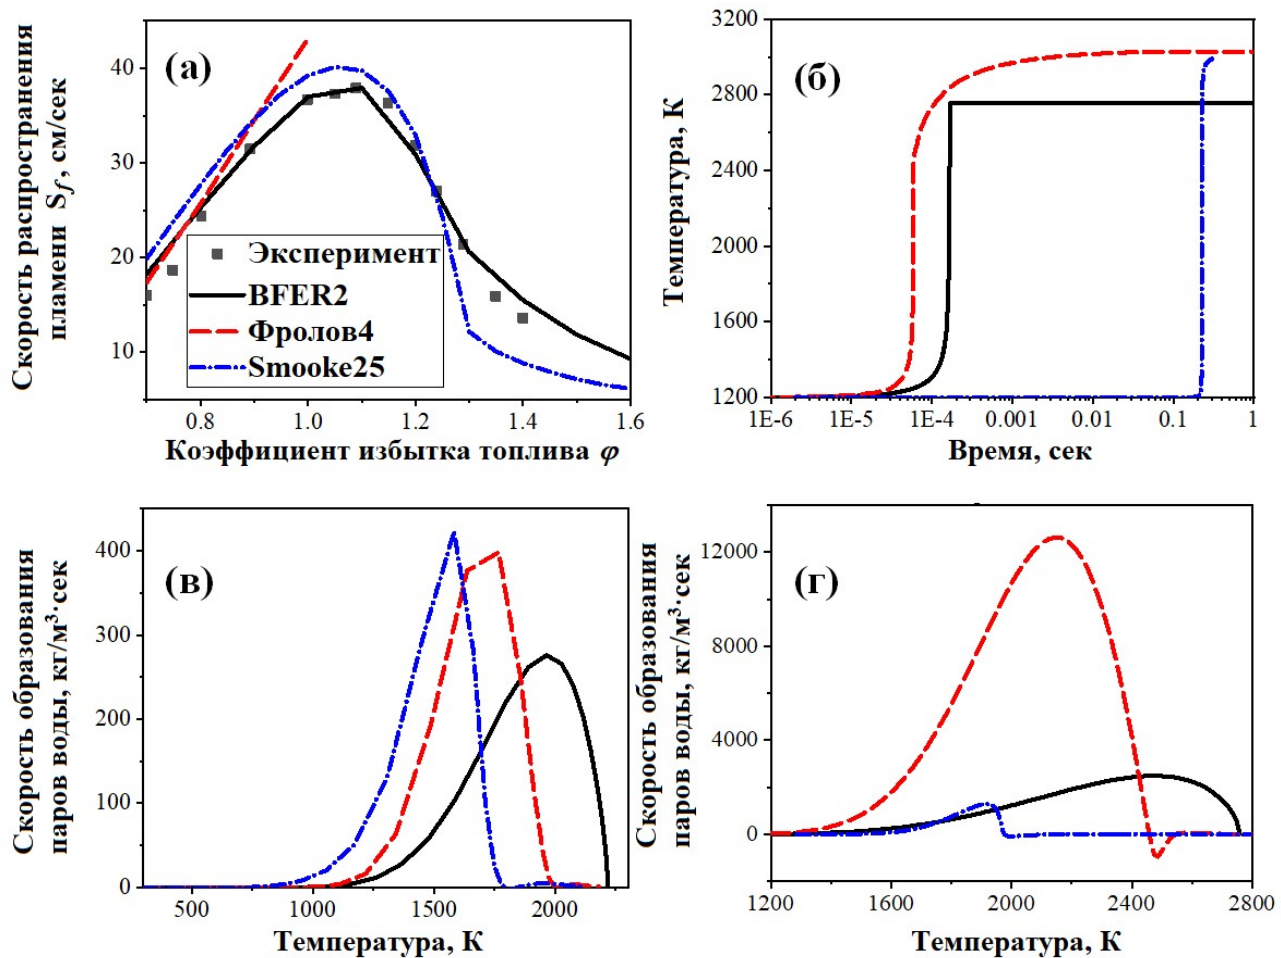 Скорость распространения
пламени S_f, см/сек
(а)
40
30
20
10
Эксперимент
BFER2
Фролов4
Smooke25
0.8 1.0 1.2 1.4 1.6
Коэффициент избытка топлива φ
Температура, К
(б)
3200
2800
2400
2000
1600
1200
1E-6 1E-5 1E-4 0.001 0.01 0.1 1
Время, сек
Скорость образования
паров воды, кг/м³·сек
(в)
400
300
200
100
0
500 1000 1500 2000
Температура, К
Скорость образования
паров воды, кг/м³·сек
(г)
12000
8000
4000
0
1200 1600 2000 2400 2800
Температура, К